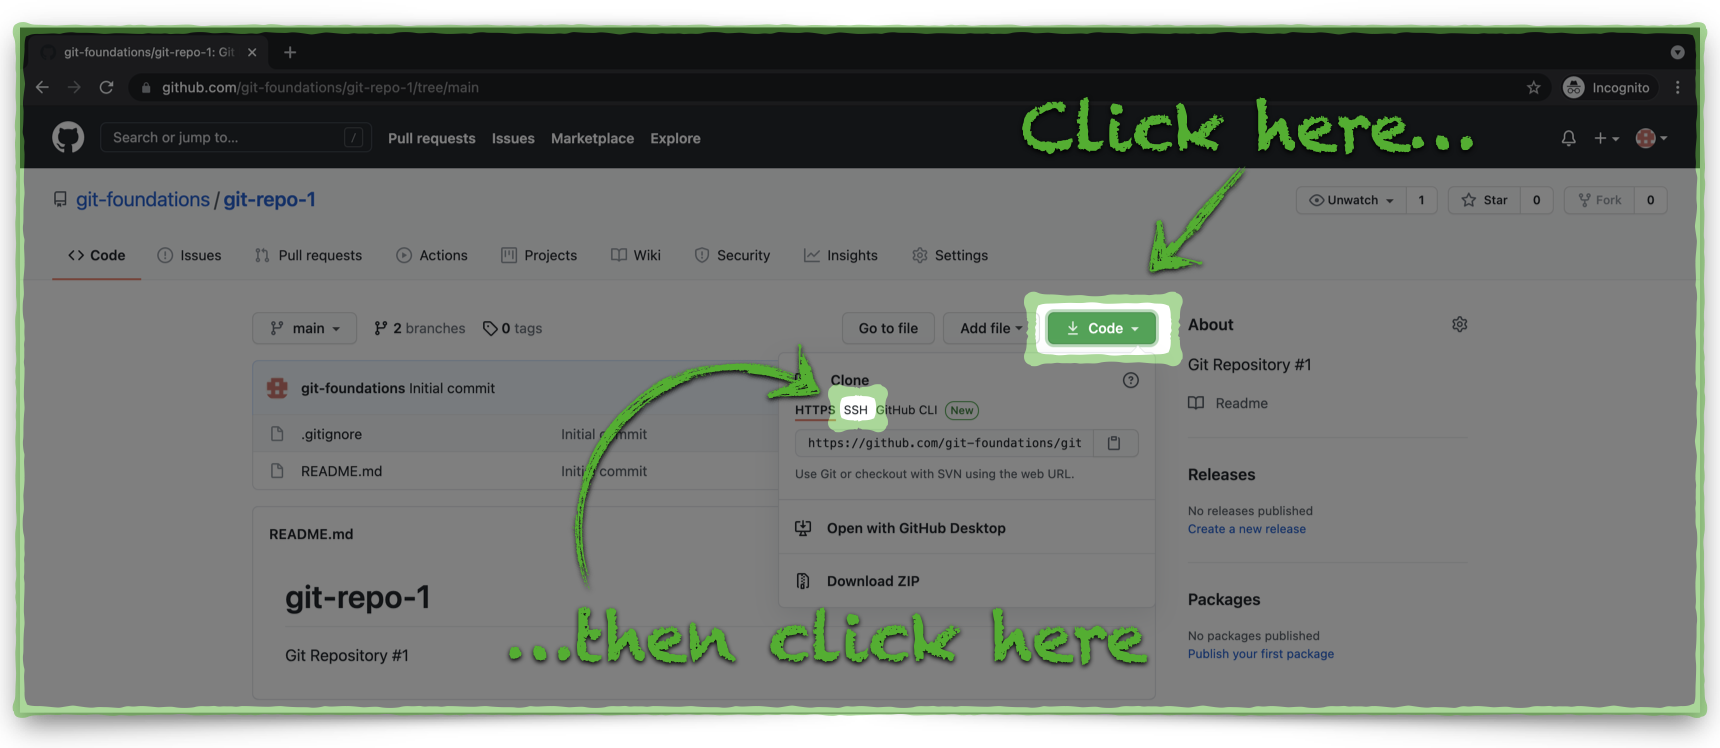 git-foundations/git-repo-1: Git
github.com/git-foundations/git-repo-1/tree/main
Incognito
Search or jump to...
/
Pull requests
Issues
Marketplace
Explore
Click here...
git-foundations / git-repo-1
Unwatch
1
Star
0
Fork
0
<> Code
Issues
Pull requests
Actions
Projects
Wiki
Security
Insights
Settings
main
2 branches
0 tags
Go to file
Add file
Code
About
Git Repository #1
Readme
git-foundations Initial commit
.gitignore
Initial commit
README.md
Initial commit
Clone
HTTPS
SSH
GitHub CLI
New
https://github.com/git-foundations/git
Use Git or checkout with SVN using the web URL.
Open with GitHub Desktop
Download ZIP
Releases
No releases published
Create a new release
README.md
git-repo-1
Git Repository #1
...then click here
Packages
No packages published
Publish your first package